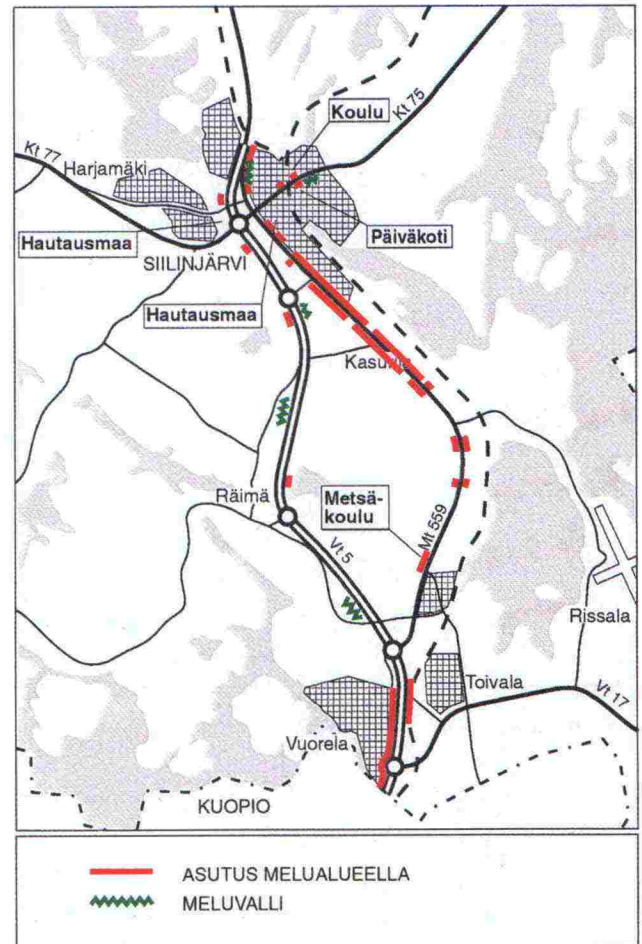 Koulu
Kt 75
Kt 77
Harjamäki
Hautausmaa
Päiväkoti
SIILINJÄRVI
Hautausmaa
Räimä
Metsä-
koulu
Mt 559
Vt 5
Rissala
Toivala
Vt 17
Vuorela
KUOPIO
ASUTUS MELUALUEELLA
MELUVALLI